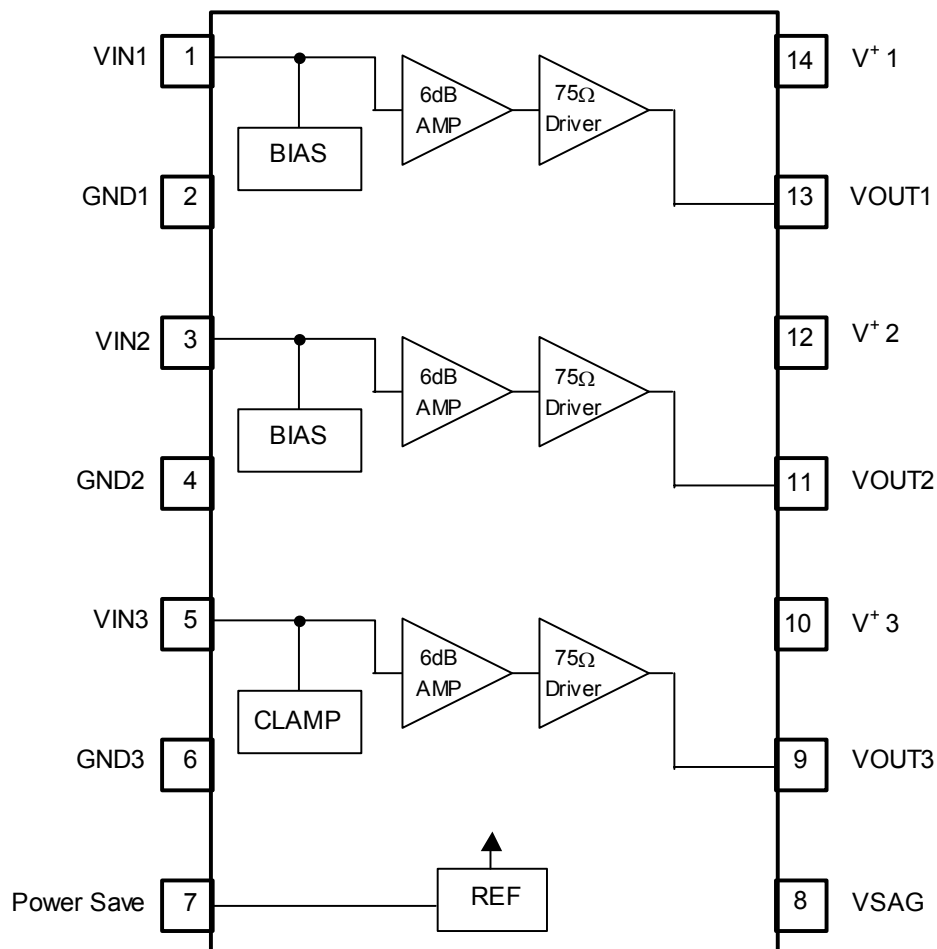 VIN1 1
6dB
AMP
75Ω
Driver
14 V+ 1
BIAS
GND1 2
13 VOUT1
VIN2 3
6dB
AMP
75Ω
Driver
12 V+ 2
BIAS
GND2 4
11 VOUT2
VIN3 5
6dB
AMP
75Ω
Driver
10 V+ 3
CLAMP
GND3 6
9 VOUT3
Power Save 7
REF
8 VSAG